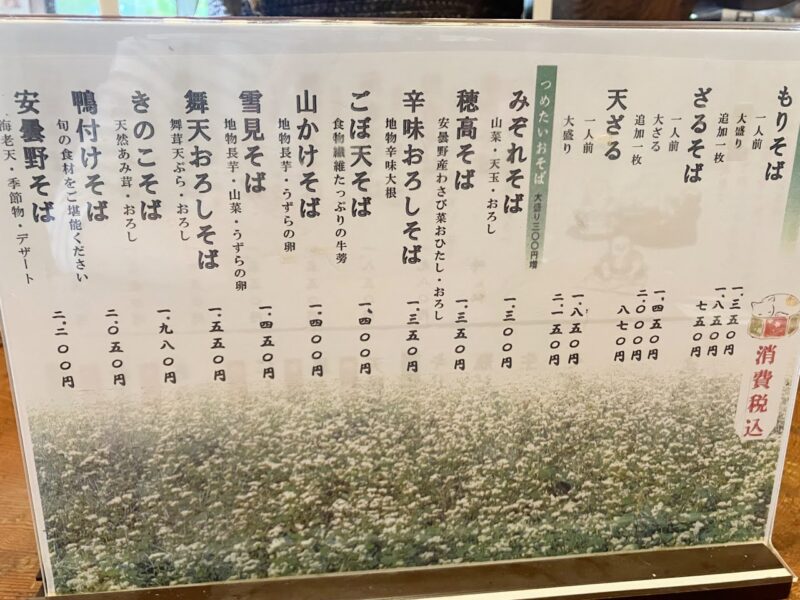 もりそば
一人前 一、三五〇円
大盛り 一、八五〇円
追加一枚 七五〇円
ざるそば
一人前 一、四五〇円
大ざる 二、〇〇〇円
追加一枚 八七〇円
天ざる
一人前 一、八五〇円
大盛り 二、一五〇円
つめたいおそば 大盛り三〇〇円増
みぞれそば 一、三〇〇円
山菜・天玉・おろし
穂高そば 一、三五〇円
安曇野産わさび菜おひたし・おろし
辛味おろしそば 一、三五〇円
地物辛味大根
ごぼ天そば 一、四〇〇円
食物繊維たっぷりの牛蒡
山かけそば 一、四〇〇円
地物長芋・うずらの卵
雪見そば 一、四五〇円
地物長芋・山菜・うずらの卵
舞天おろしそば 一、五五〇円
舞茸天ぷら・おろし
きのこそば 一、九八〇円
天然あみ茸・おろし
鴨付けそば 二、〇五〇円
旬の食材をご堪能ください
安曇野そば 二、二〇〇円
海老天・季節物・デザート
消費税込